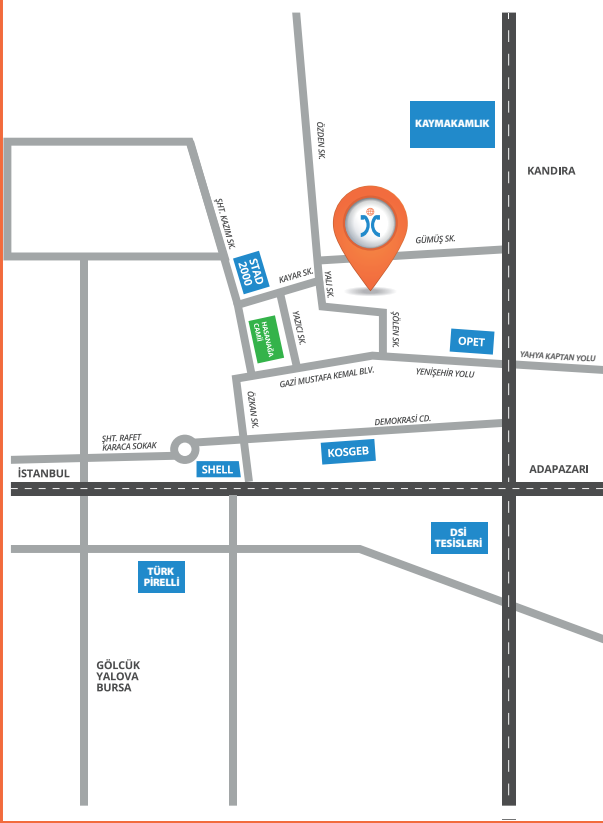 KAYMAKAMLIK
ÖZDEN SK.
KANDIRA
ŞHT. KAZIM SK.
GÜMÜŞ SK.
STAD
2000
KAYAR SK.
YALI SK.
HASANAĞA
CAMİİ
YAZICI SK.
ŞÖLEN SK.
OPET
YAHYA KAPTAN YOLU
GAZİ MUSTAFA KEMAL BLV.
YENİŞEHİR YOLU
ÖZKAN SK.
DEMOKRASİ CD.
ŞHT. RAFET
KARACA SOKAK
KOSGEB
İSTANBUL
SHELL
ADAPAZARI
DSİ
TESİSLERİ
TÜRK
PİRELLİ
GÖLCÜK
YALOVA
BURSA